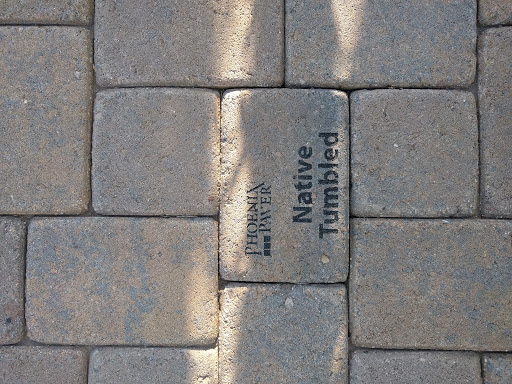 PHOENIX
PAVER
Native
Tumbled